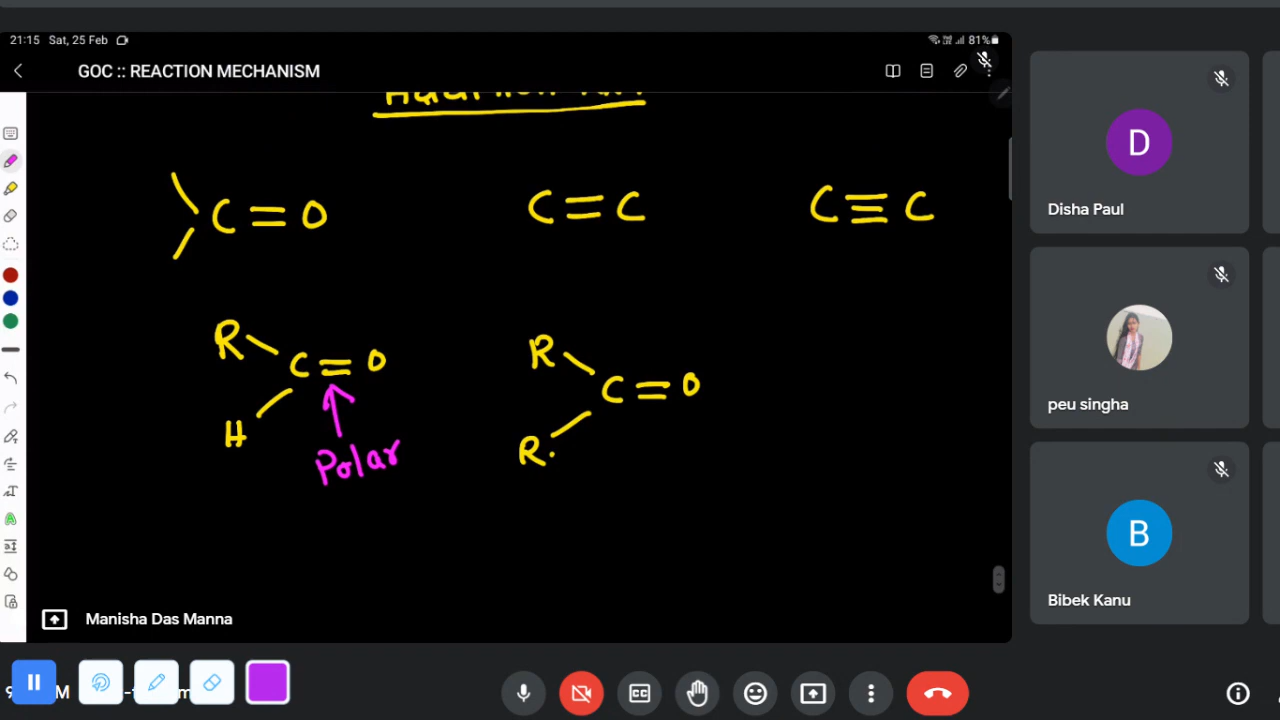 21:15 Sat, 25 Feb
81%
GOC :: REACTION MECHANISM
C = O
C = C
C ≡ C
R
C = O
H
Polar
R
C = O
R.
Manisha Das Manna
D
Disha Paul
peu singha
B
Bibek Kanu